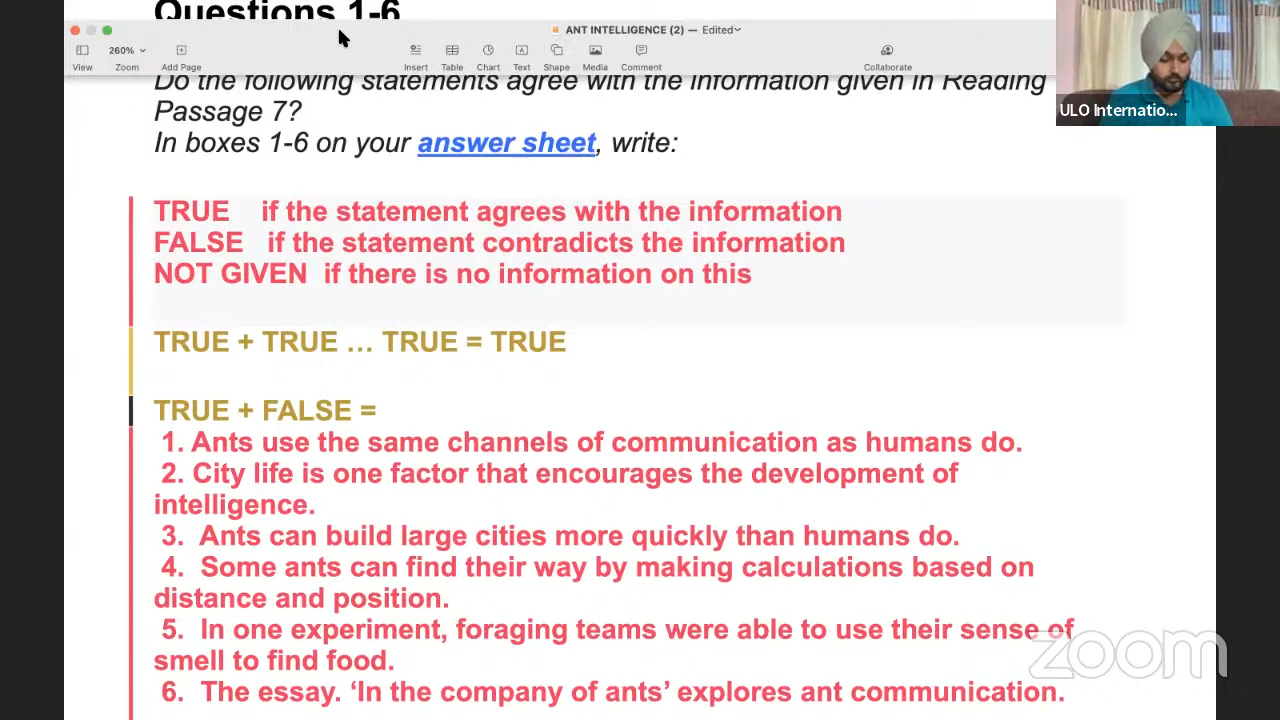 Questions 1-6
ANT INTELLIGENCE (2) — Edited
260%
View
Zoom
Add Page
Insert
Table
Chart
Text
Shape
Media
Comment
Collaborate
ULO Internatio...
Do the following statements agree with the information given in Reading
Passage 7?
In boxes 1-6 on your answer sheet, write:
TRUE if the statement agrees with the information
FALSE if the statement contradicts the information
NOT GIVEN if there is no information on this
TRUE + TRUE … TRUE = TRUE
TRUE + FALSE =
1. Ants use the same channels of communication as humans do.
2. City life is one factor that encourages the development of
intelligence.
3. Ants can build large cities more quickly than humans do.
4. Some ants can find their way by making calculations based on
distance and position.
5. In one experiment, foraging teams were able to use their sense of
smell to find food.
6. The essay. ‘In the company of ants’ explores ant communication.
zoom